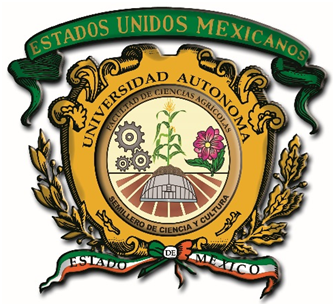 ESTADOS UNIDOS MEXICANOS
UNIVERSIDAD AUTONOMA
FACULTAD DE CIENCIAS AGRICOLAS
SEMILLERO DE CIENCIA Y CULTURA
ESTADO DE MEXICO